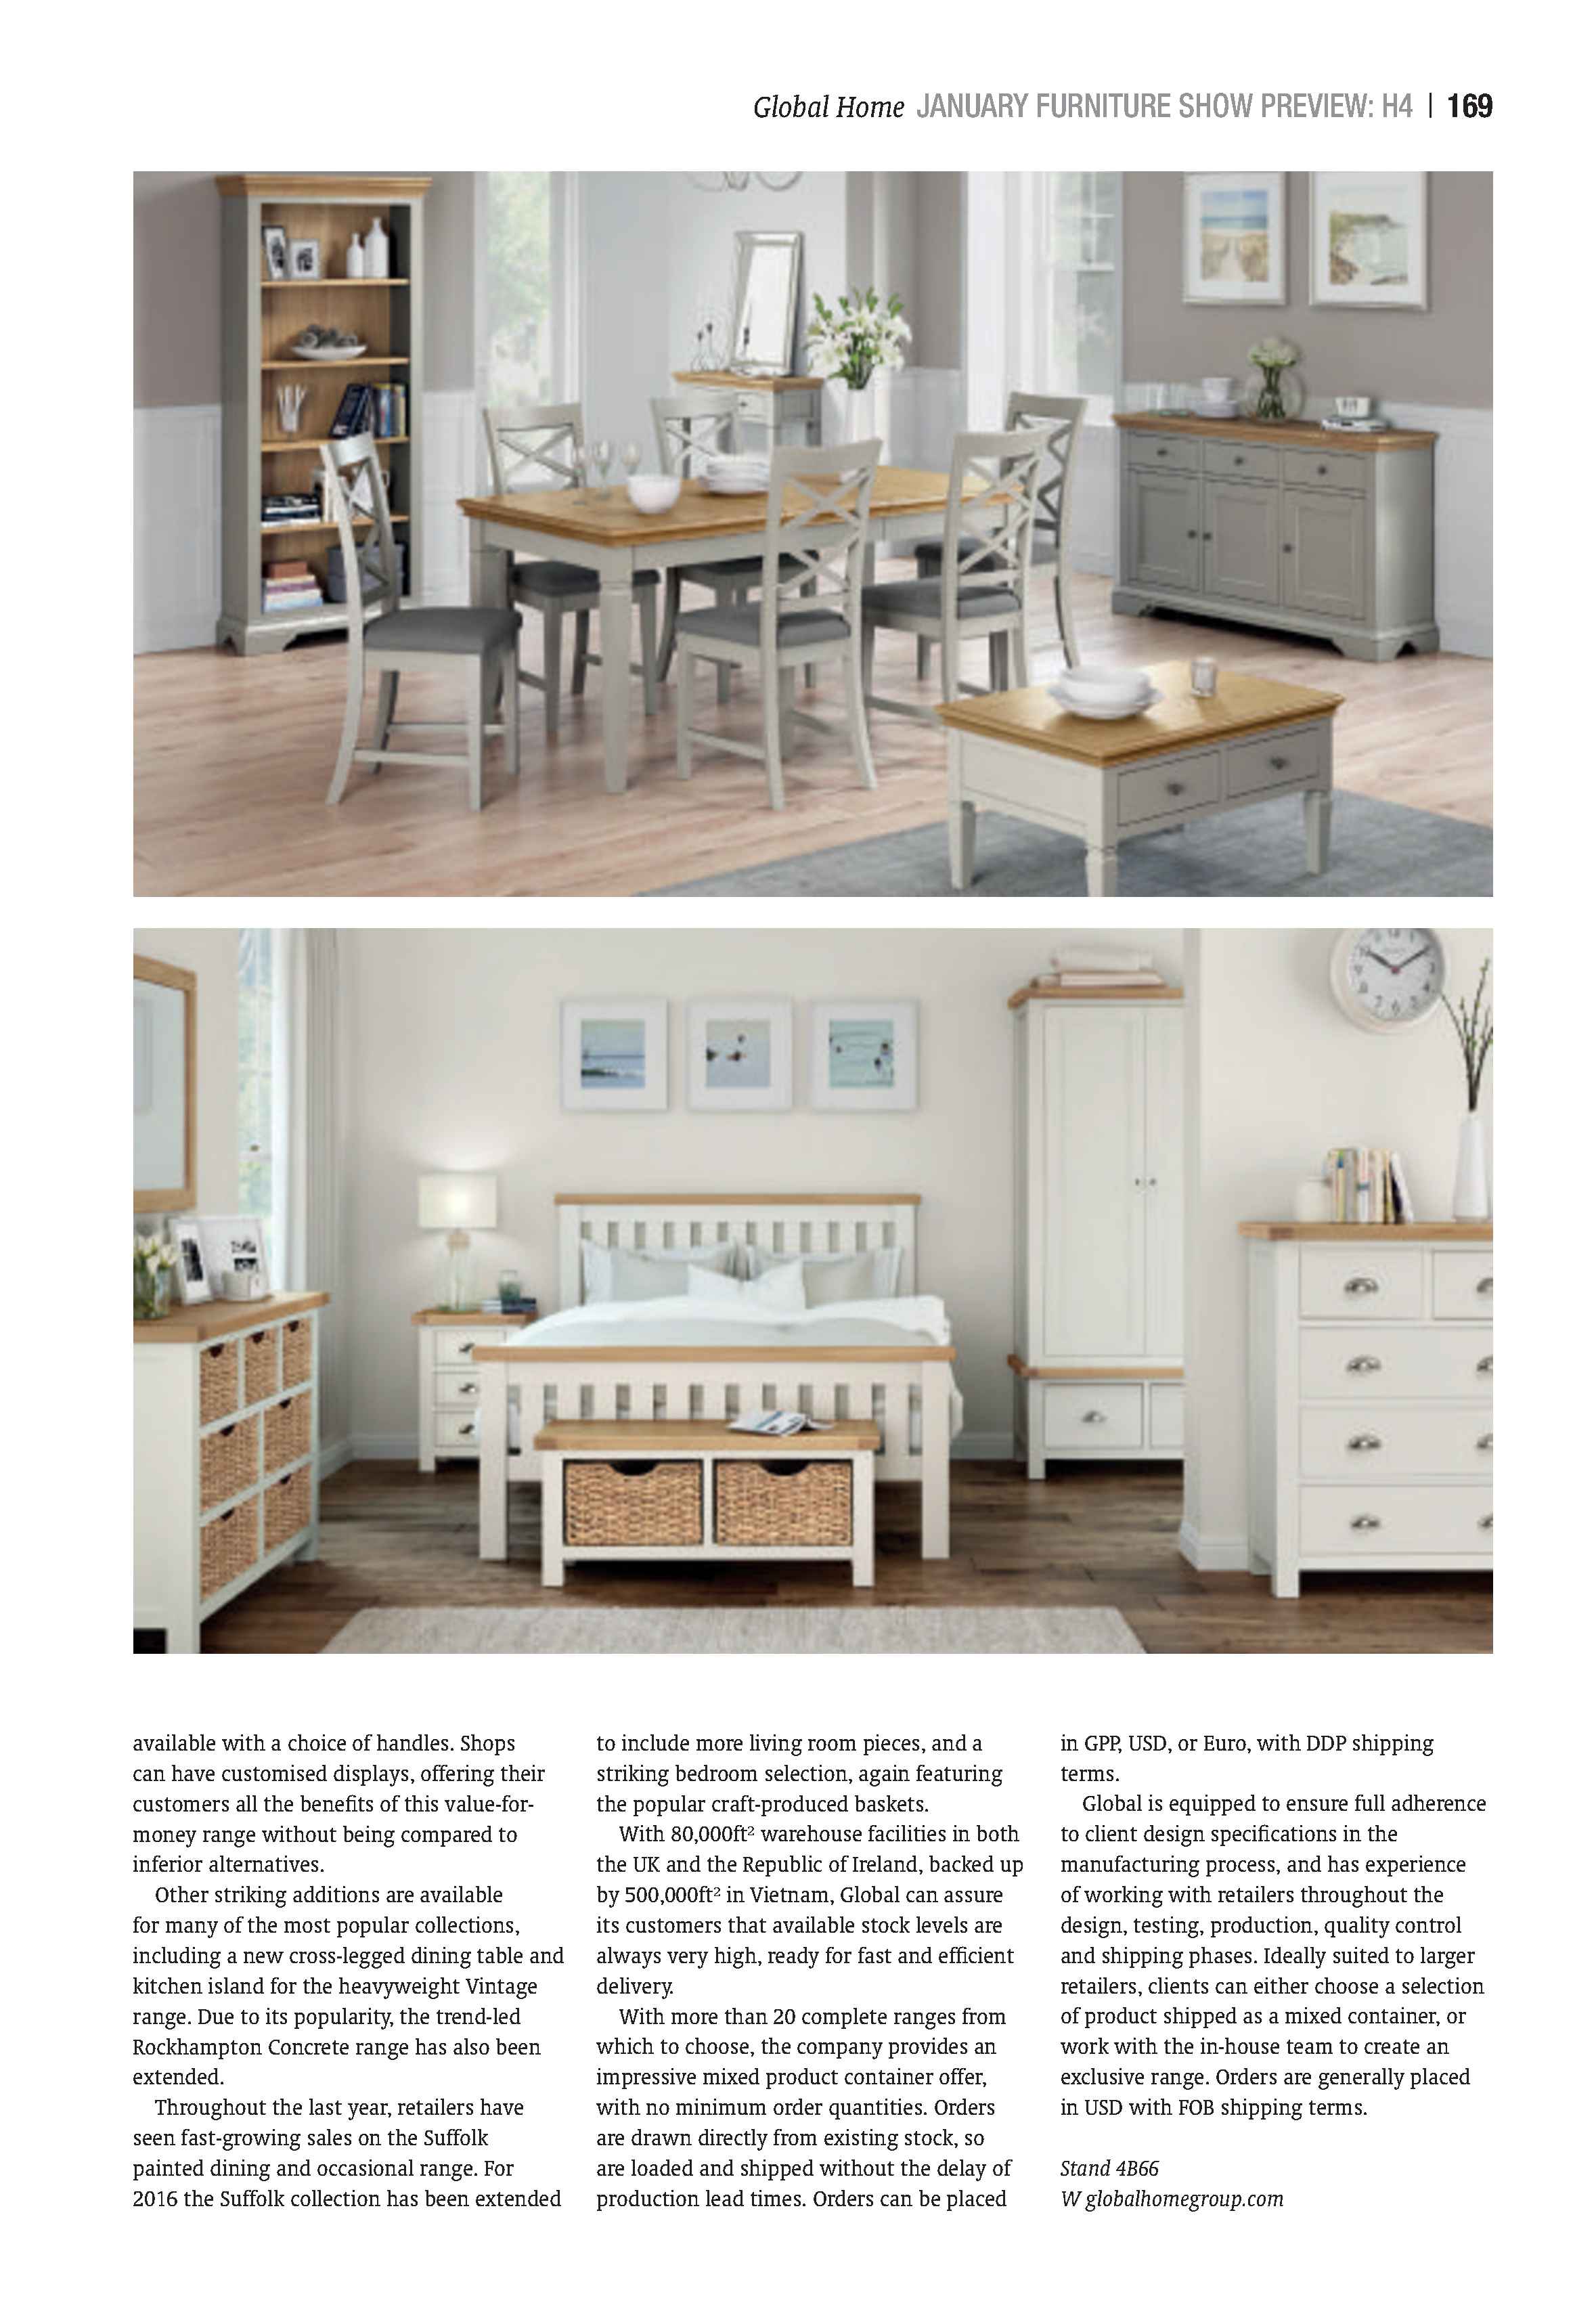 Global Home JANUARY FURNITURE SHOW PREVIEW: H4 | 169
available with a choice of handles. Shops
can have customised displays, offering their
customers all the benefits of this value-for-
money range without being compared to
inferior alternatives.
Other striking additions are available
for many of the most popular collections,
including a new cross-legged dining table and
kitchen island for the heavyweight Vintage
range. Due to its popularity, the trend-led
Rockhampton Concrete range has also been
extended.
Throughout the last year, retailers have
seen fast-growing sales on the Suffolk
painted dining and occasional range. For
2016 the Suffolk collection has been extended
to include more living room pieces, and a
striking bedroom selection, again featuring
the popular craft-produced baskets.
With 80,000ft² warehouse facilities in both
the UK and the Republic of Ireland, backed up
by 500,000ft² in Vietnam, Global can assure
its customers that available stock levels are
always very high, ready for fast and efficient
delivery.
With more than 20 complete ranges from
which to choose, the company provides an
impressive mixed product container offer,
with no minimum order quantities. Orders
are drawn directly from existing stock, so
are loaded and shipped without the delay of
production lead times. Orders can be placed
in GPP, USD, or Euro, with DDP shipping
terms.
Global is equipped to ensure full adherence
to client design specifications in the
manufacturing process, and has experience
of working with retailers throughout the
design, testing, production, quality control
and shipping phases. Ideally suited to larger
retailers, clients can either choose a selection
of product shipped as a mixed container, or
work with the in-house team to create an
exclusive range. Orders are generally placed
in USD with FOB shipping terms.
Stand 4B66
W globalhomegroup.com